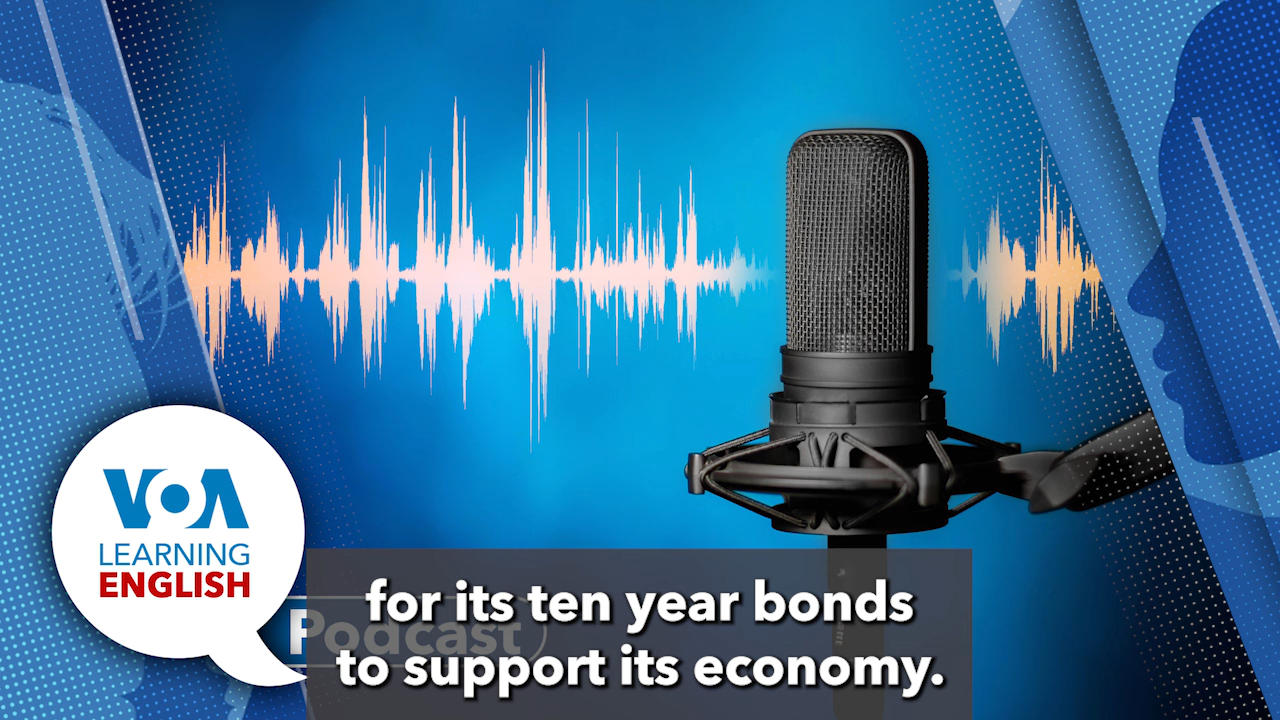 VOA
LEARNING
ENGLISH
Podcast
for its ten year bonds
to support its economy.